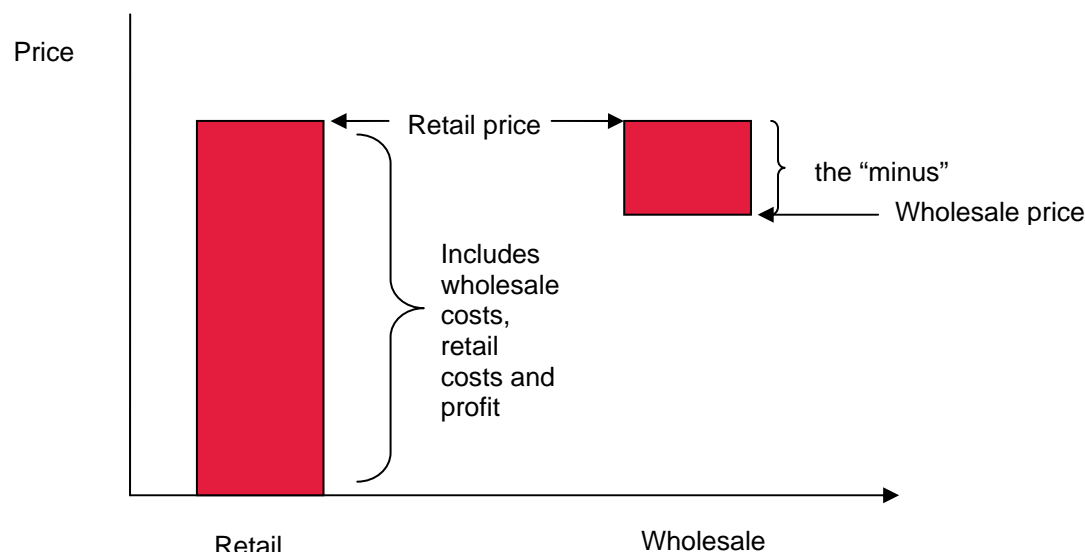 Price
Retail price
the “minus”
Wholesale price
Includes
wholesale
costs,
retail
costs and
profit
Retail
Wholesale